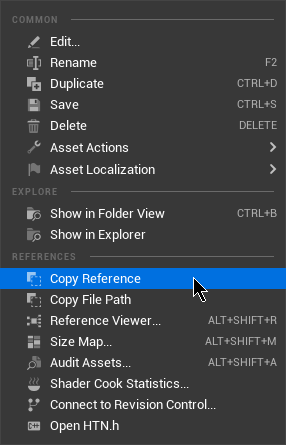 COMMON
Edit...
Rename F2
Duplicate CTRL+D
Save CTRL+S
Delete DELETE
Asset Actions
Asset Localization
EXPLORE
Show in Folder View CTRL+B
Show in Explorer
REFERENCES
Copy Reference
Copy File Path
Reference Viewer... ALT+SHIFT+R
Size Map... ALT+SHIFT+M
Audit Assets... ALT+SHIFT+A
Shader Cook Statistics...
Connect to Revision Control...
Open HTN.h